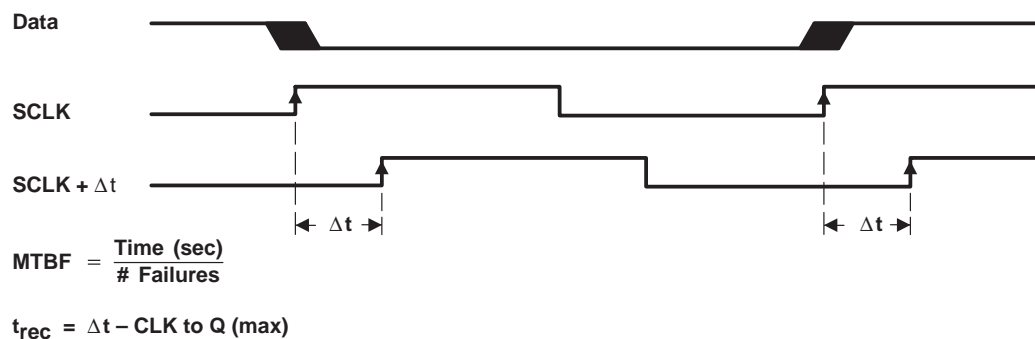 Data
SCLK
SCLK + Δt
Δt Δt
MTBF = Time (sec) / # Failures
trec = Δt – CLK to Q (max)